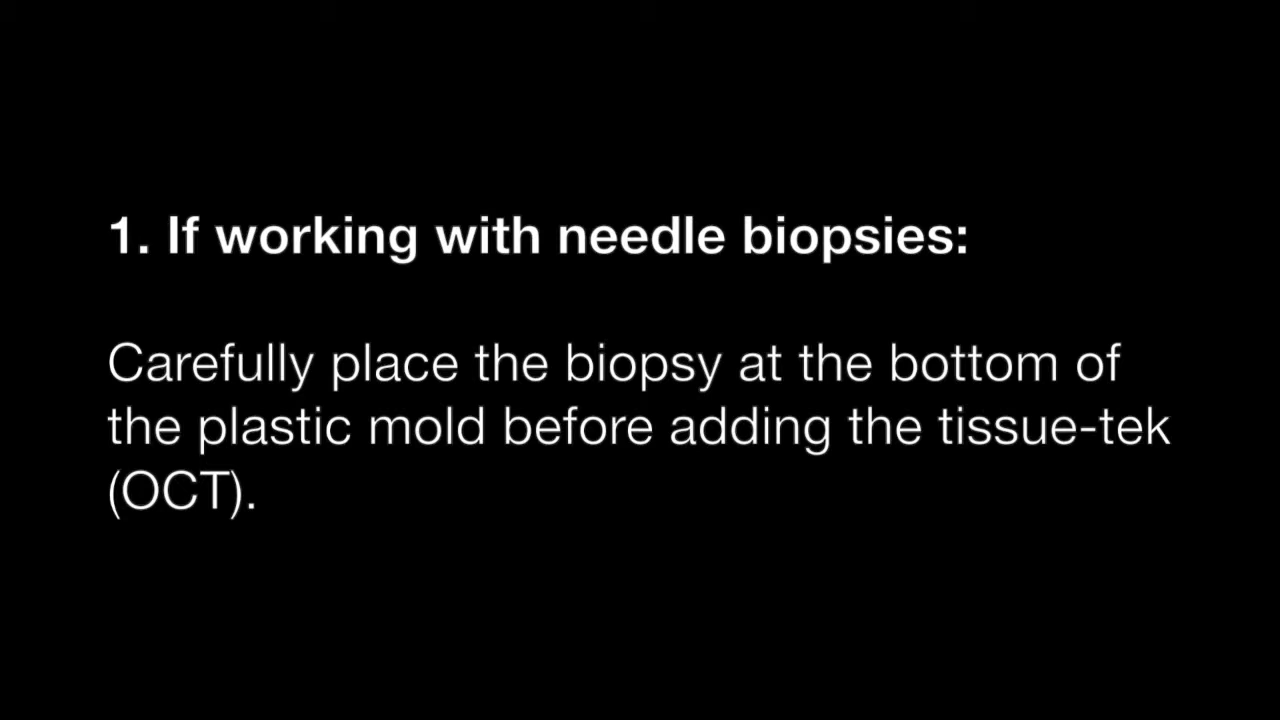 1. If working with needle biopsies:
Carefully place the biopsy at the bottom of
the plastic mold before adding the tissue-tek
(OCT).